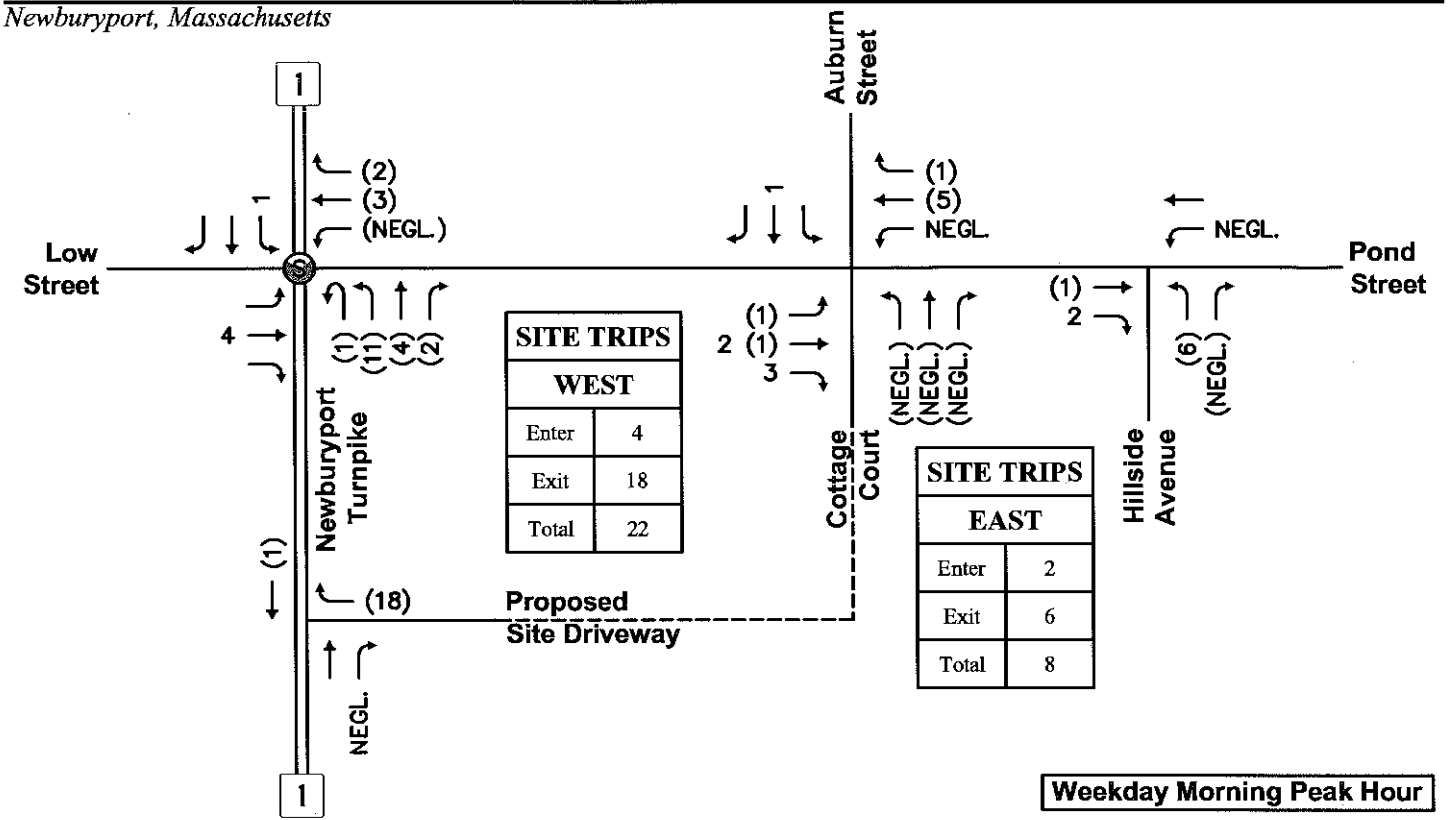 Newburyport, Massachusetts
1
Auburn
Street
1
(2)
(3)
(NEGL.)
1
(1)
(5)
NEGL.
NEGL.
Low
Street
Pond
Street
4
(1)
(11)
(4)
(2)
(1)
2 (1)
3
(NEGL.)
(NEGL.)
(NEGL.)
(1)
2
(6)
(NEGL.)
SITE TRIPS
WEST
Enter 4
Exit 18
Total 22
Newburyport
Turnpike
Cottage
Court
Hillside
Avenue
SITE TRIPS
EAST
Enter 2
Exit 6
Total 8
(1)
(18)
Proposed
Site Driveway
NEGL.
1
Weekday Morning Peak Hour
S